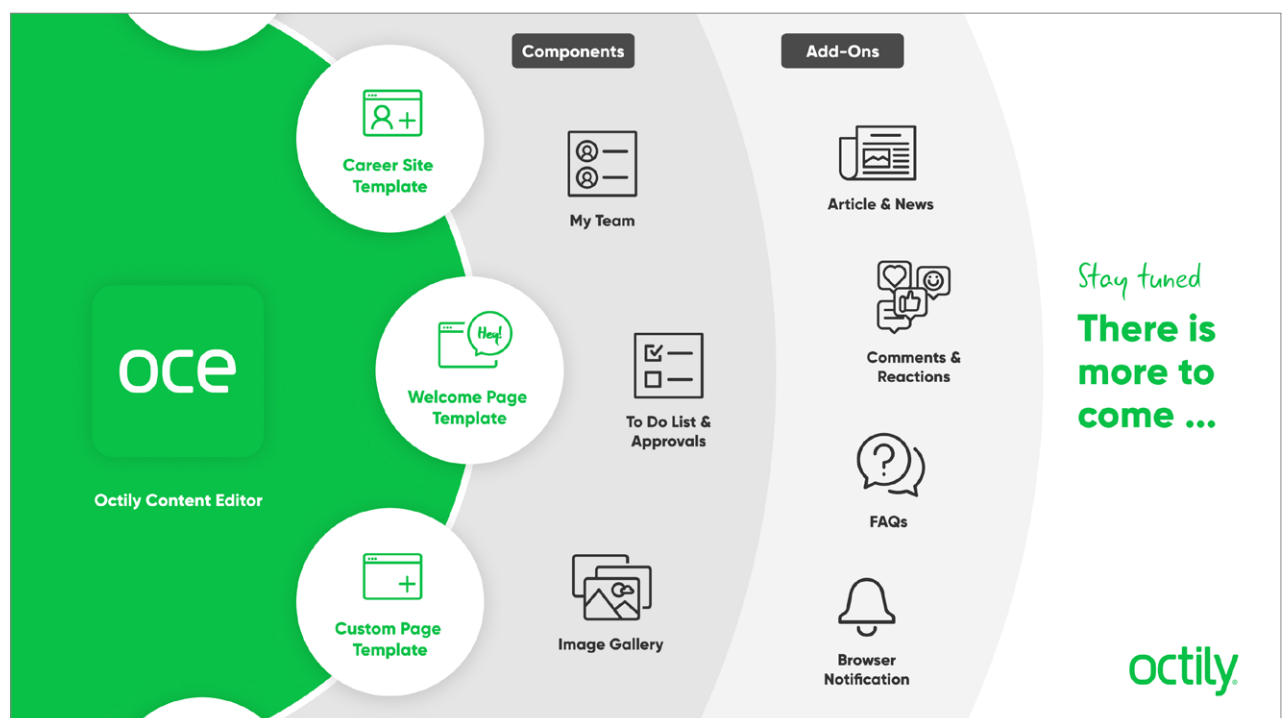 Components
Add-Ons
Career Site
Template
My Team
Article & News
oce
Octily Content Editor
Hey!
Welcome Page
Template
To Do List &
Approvals
Comments &
Reactions
Stay tuned
There is
more to
come ...
FAQs
Custom Page
Template
Image Gallery
Browser
Notification
octily